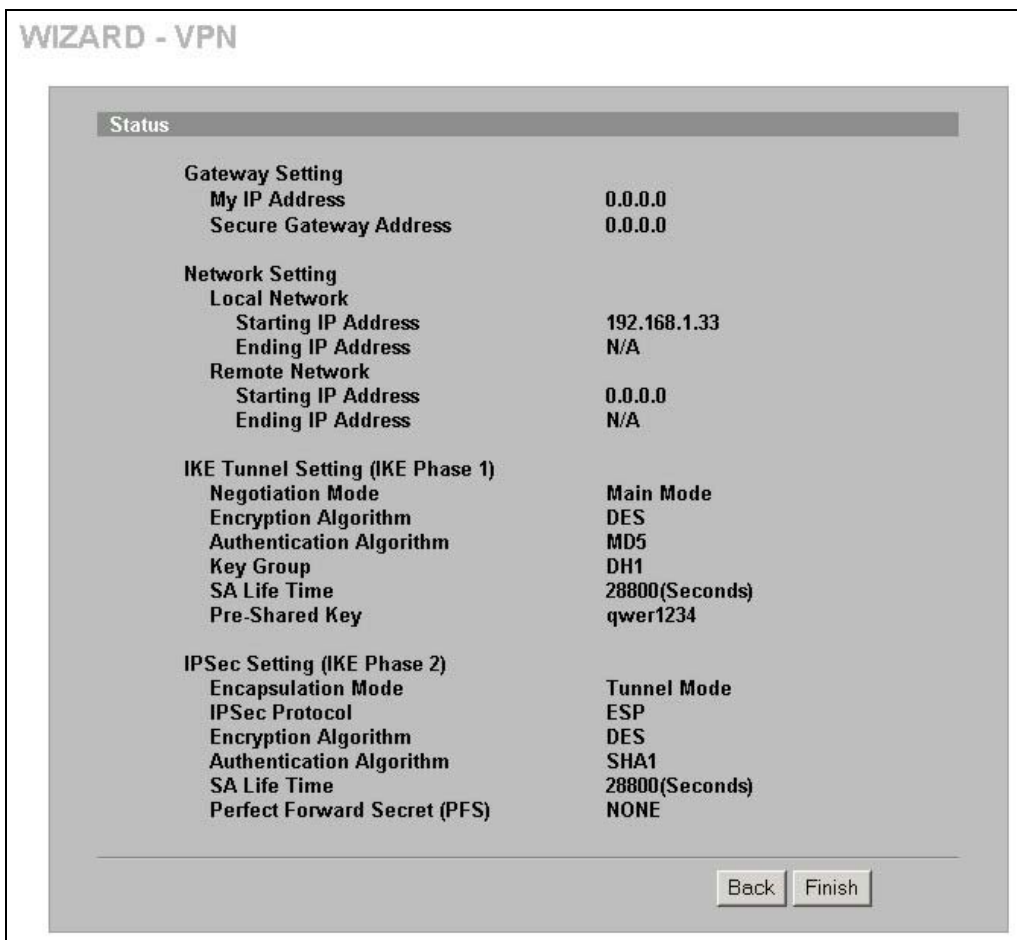 WIZARD - VPN
Status
Gateway Setting
My IP Address 0.0.0.0
Secure Gateway Address 0.0.0.0
Network Setting
Local Network
Starting IP Address 192.168.1.33
Ending IP Address N/A
Remote Network
Starting IP Address 0.0.0.0
Ending IP Address N/A
IKE Tunnel Setting (IKE Phase 1)
Negotiation Mode Main Mode
Encryption Algorithm DES
Authentication Algorithm MD5
Key Group DH1
SA Life Time 28800(Seconds)
Pre-Shared Key qwer1234
IPSec Setting (IKE Phase 2)
Encapsulation Mode Tunnel Mode
IPSec Protocol ESP
Encryption Algorithm DES
Authentication Algorithm SHA1
SA Life Time 28800(Seconds)
Perfect Forward Secret (PFS) NONE
Back Finish